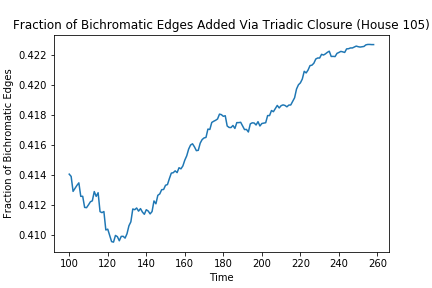 Fraction of Bichromatic Edges Added Via Triadic Closure (House 105)
Fraction of Bichromatic Edges
0.422
0.420
0.418
0.416
0.414
0.412
0.410
100 120 140 160 180 200 220 240 260
Time